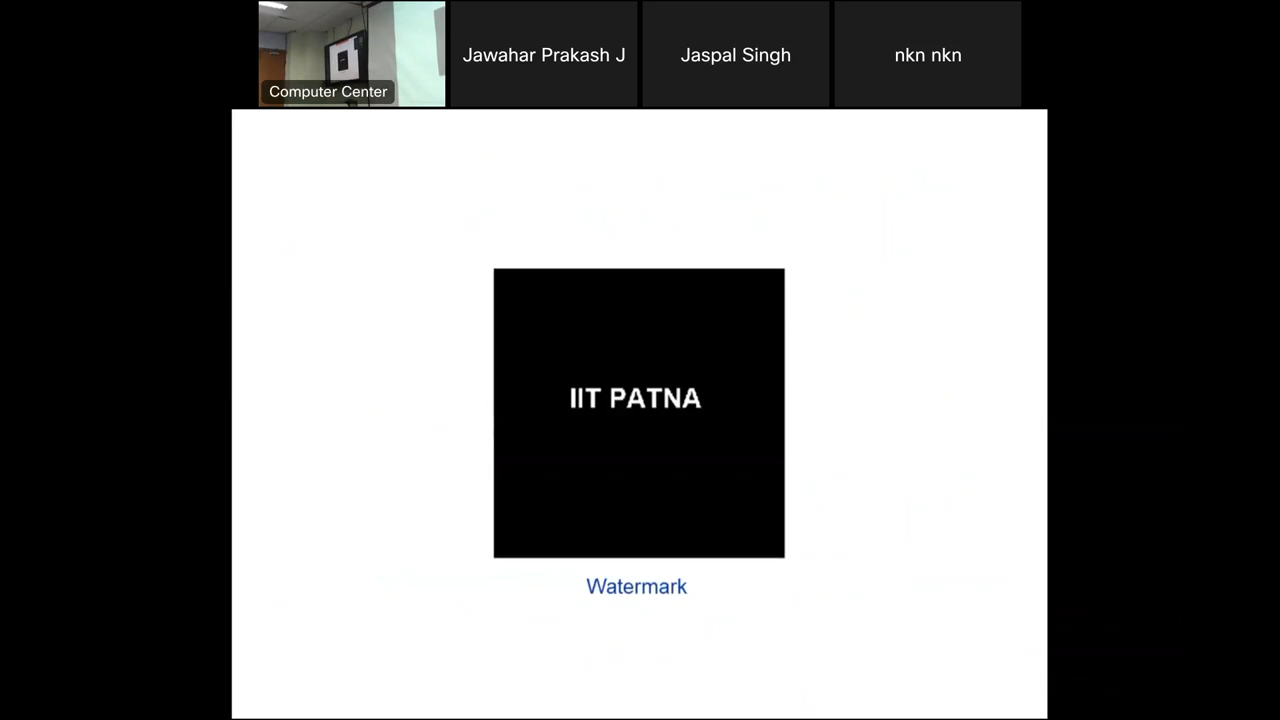 Computer Center
Jawahar Prakash J
Jaspal Singh
nkn nkn
IIT PATNA
Watermark